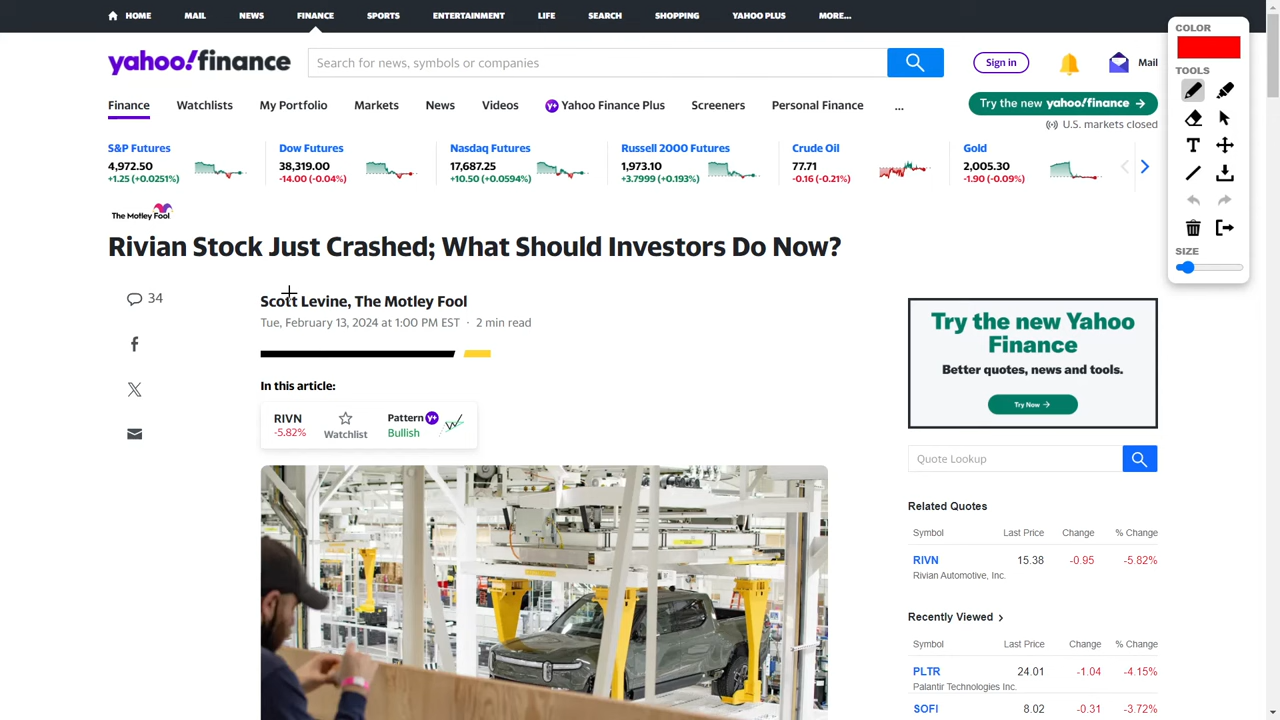 HOME MAIL NEWS FINANCE SPORTS ENTERTAINMENT LIFE SEARCH SHOPPING YAHOO PLUS MORE...
COLOR
yahoo!finance
Search for news, symbols or companies
Sign in
Mail
TOOLS
Finance Watchlists My Portfolio Markets News Videos Yahoo Finance Plus Screeners Personal Finance ...
Try the new yahoo!finance →
U.S. markets closed
T
S&P Futures
4,972.50
+1.25 (+0.0251%)
Dow Futures
38,319.00
-14.00 (-0.04%)
Nasdaq Futures
17,687.25
+10.50 (+0.0594%)
Russell 2000 Futures
1,973.10
+3.7999 (+0.193%)
Crude Oil
77.71
-0.16 (-0.21%)
Gold
2,005.30
-1.90 (-0.09%)
SIZE
The Motley Fool
Rivian Stock Just Crashed; What Should Investors Do Now?
34
Scott Levine, The Motley Fool
Tue, February 13, 2024 at 1:00 PM EST · 2 min read
In this article:
RIVN
-5.82%
Watchlist
Pattern Y+
Bullish
Try the new Yahoo
Finance
Better quotes, news and tools.
Try Now →
Quote Lookup
Related Quotes
Symbol Last Price Change % Change
RIVN 15.38 -0.95 -5.82%
Rivian Automotive, Inc.
Recently Viewed
Symbol Last Price Change % Change
PLTR 24.01 -1.04 -4.15%
Palantir Technologies Inc.
SOFI 8.02 -0.31 -3.72%